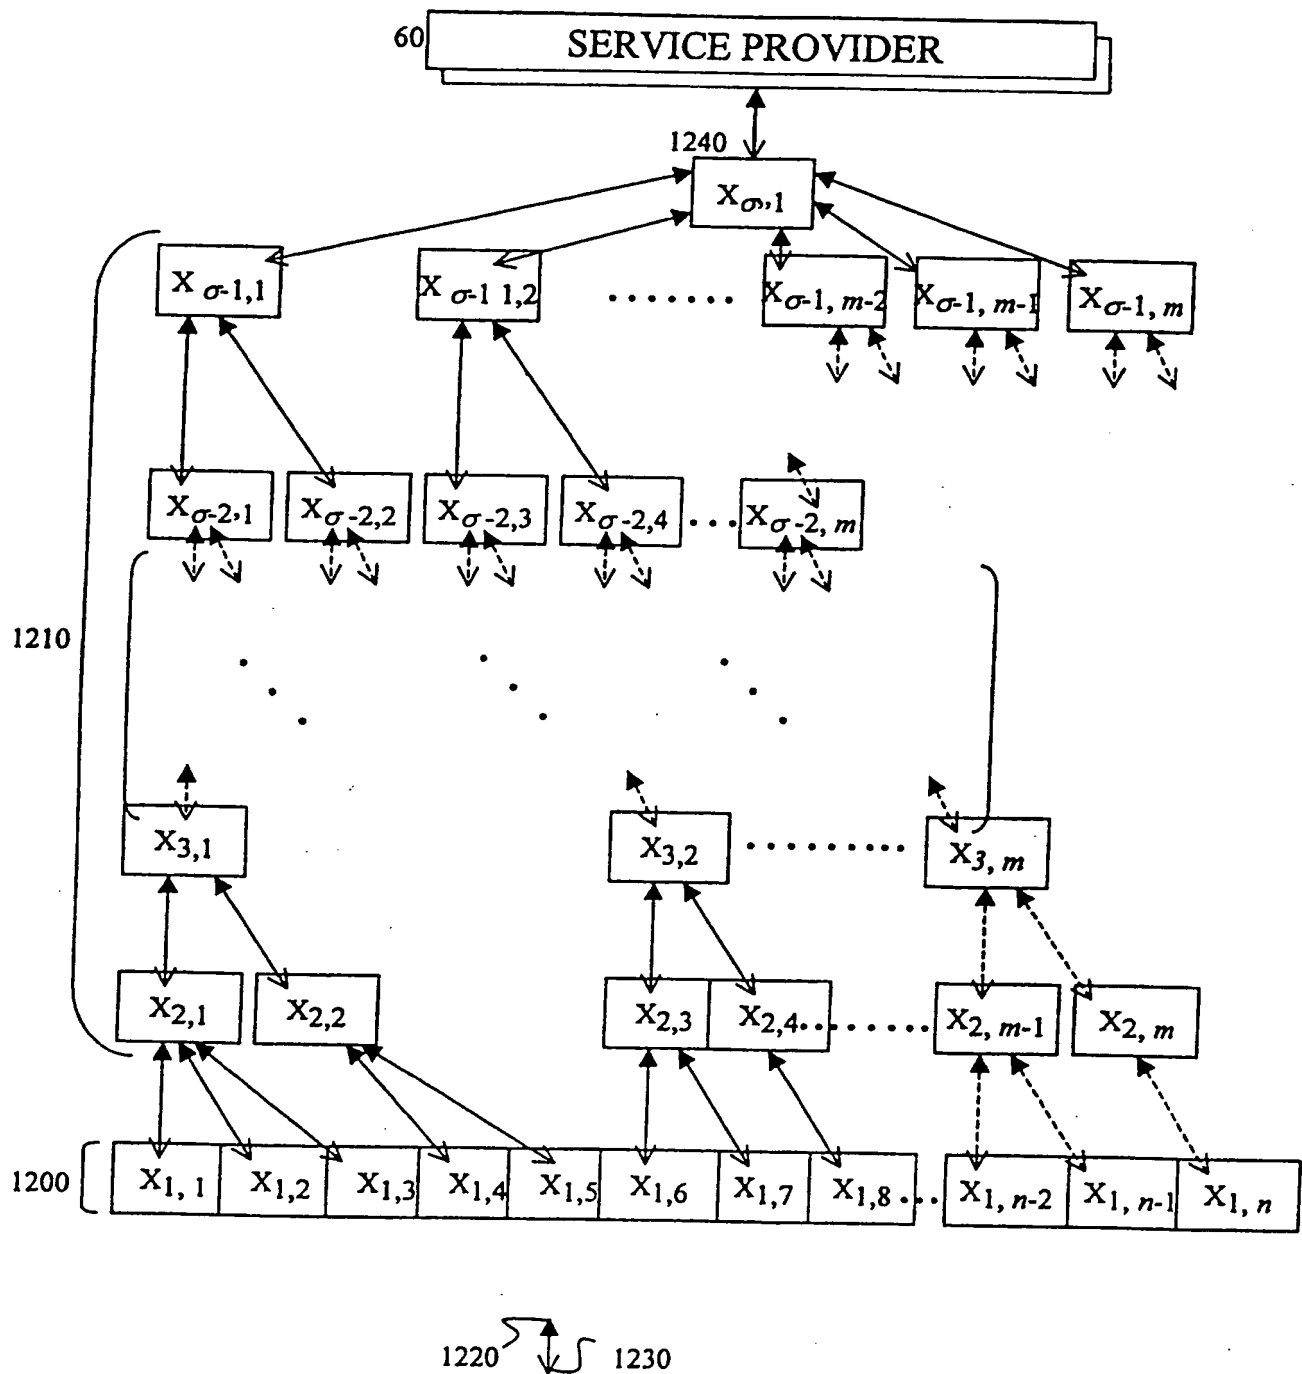 60 SERVICE PROVIDER
1240
Xσ,,1
X σ-1,1 X σ-1 1,2 ....... Xσ-1, m-2 Xσ-1, m-1 Xσ-1, m
Xσ-2,1 Xσ-2,2 Xσ-2,3 Xσ-2,4 ... Xσ-2, m
1210
X3,1 X3,2 ......... X3, m
X2,1 X2,2 X2,3 X2,4 ........ X2, m-1 X2, m
1200 X1, 1 X1,2 X1,3 X1,4 X1,5 X1,6 X1,7 X1,8 ... X1, n-2 X1, n-1 X1, n
1220 1230